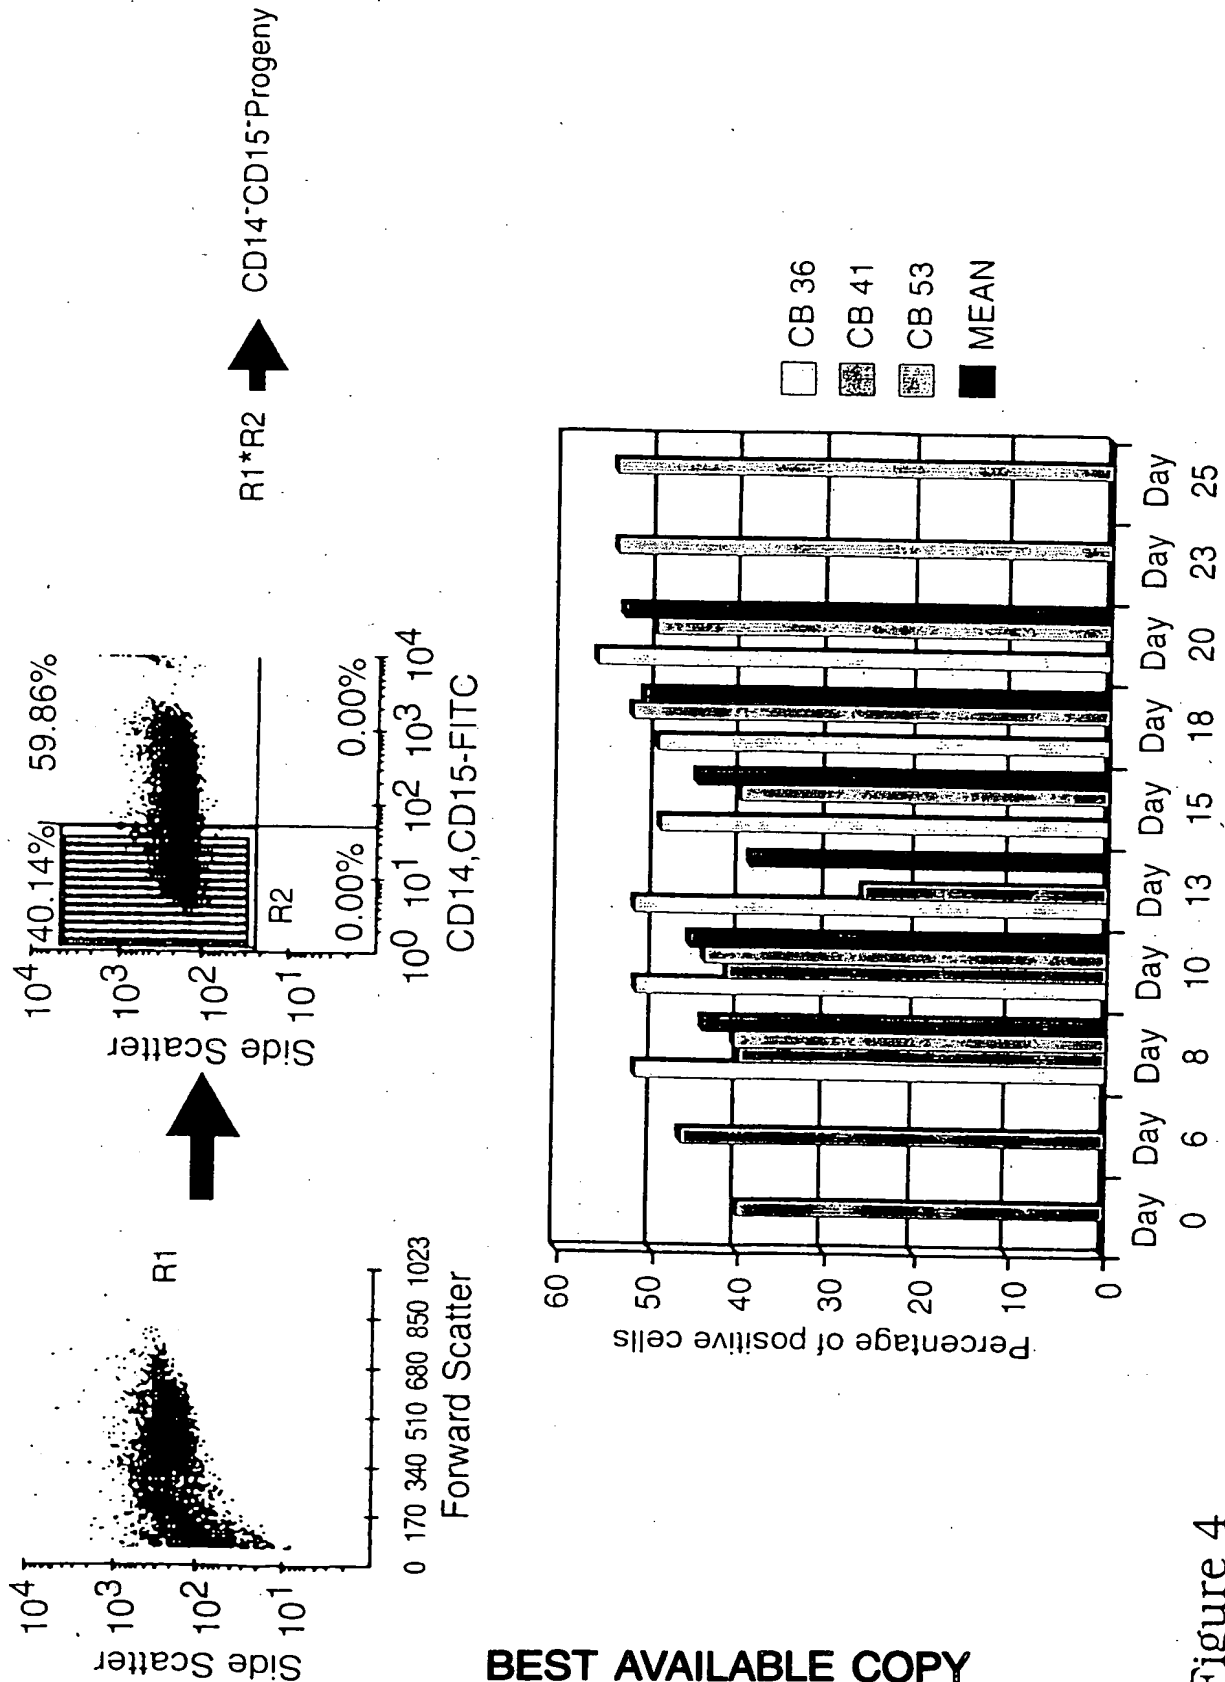 Side Scatter
10⁴
10³
10²
10¹
0 170 340 510 680 850 1023
Forward Scatter
R1
Side Scatter
10⁴
10³
10²
10¹
40.14%
59.86%
R2
0.00%
0.00%
10⁰ 10¹ 10² 10³ 10⁴
CD14,CD15-FITC
R1*R2
CD14⁻CD15⁻Progeny
Percentage of positive cells
60
50
40
30
20
10
0
Day 0
Day 6
Day 8
Day 10
Day 13
Day 15
Day 18
Day 20
Day 23
Day 25
CB 36
CB 41
CB 53
MEAN
Figure 4
BEST AVAILABLE COPY